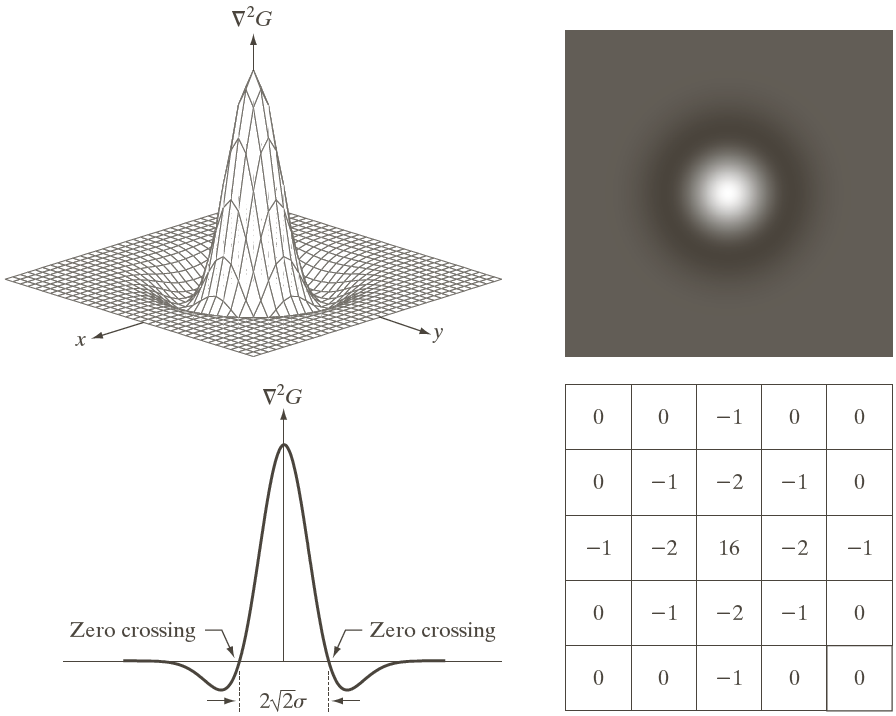 ∇²G
x
y
∇²G
Zero crossing
Zero crossing
2√2σ
0 0 −1 0 0
0 −1 −2 −1 0
−1 −2 16 −2 −1
0 −1 −2 −1 0
0 0 −1 0 0